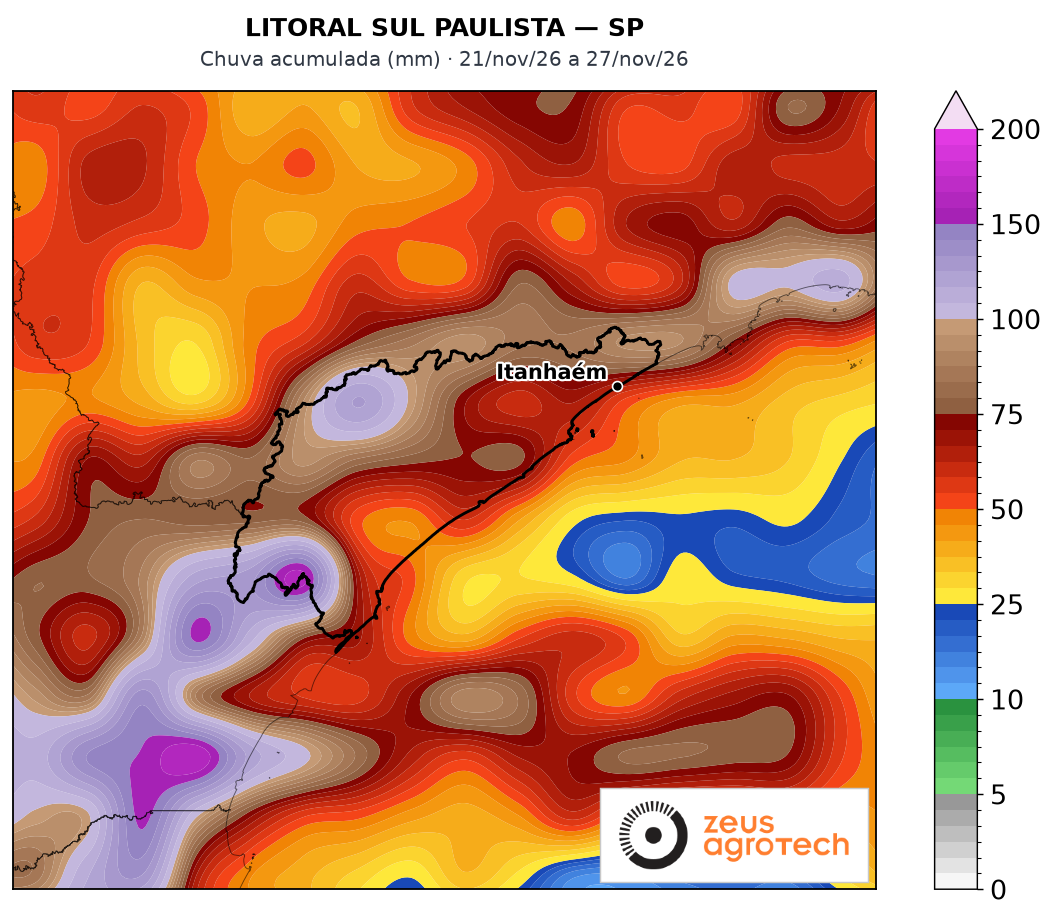 LITORAL SUL PAULISTA — SP
Chuva acumulada (mm) · 21/nov/26 a 27/nov/26
Itanhaém
200
150
100
75
50
25
10
5
0
zeus
agrotech